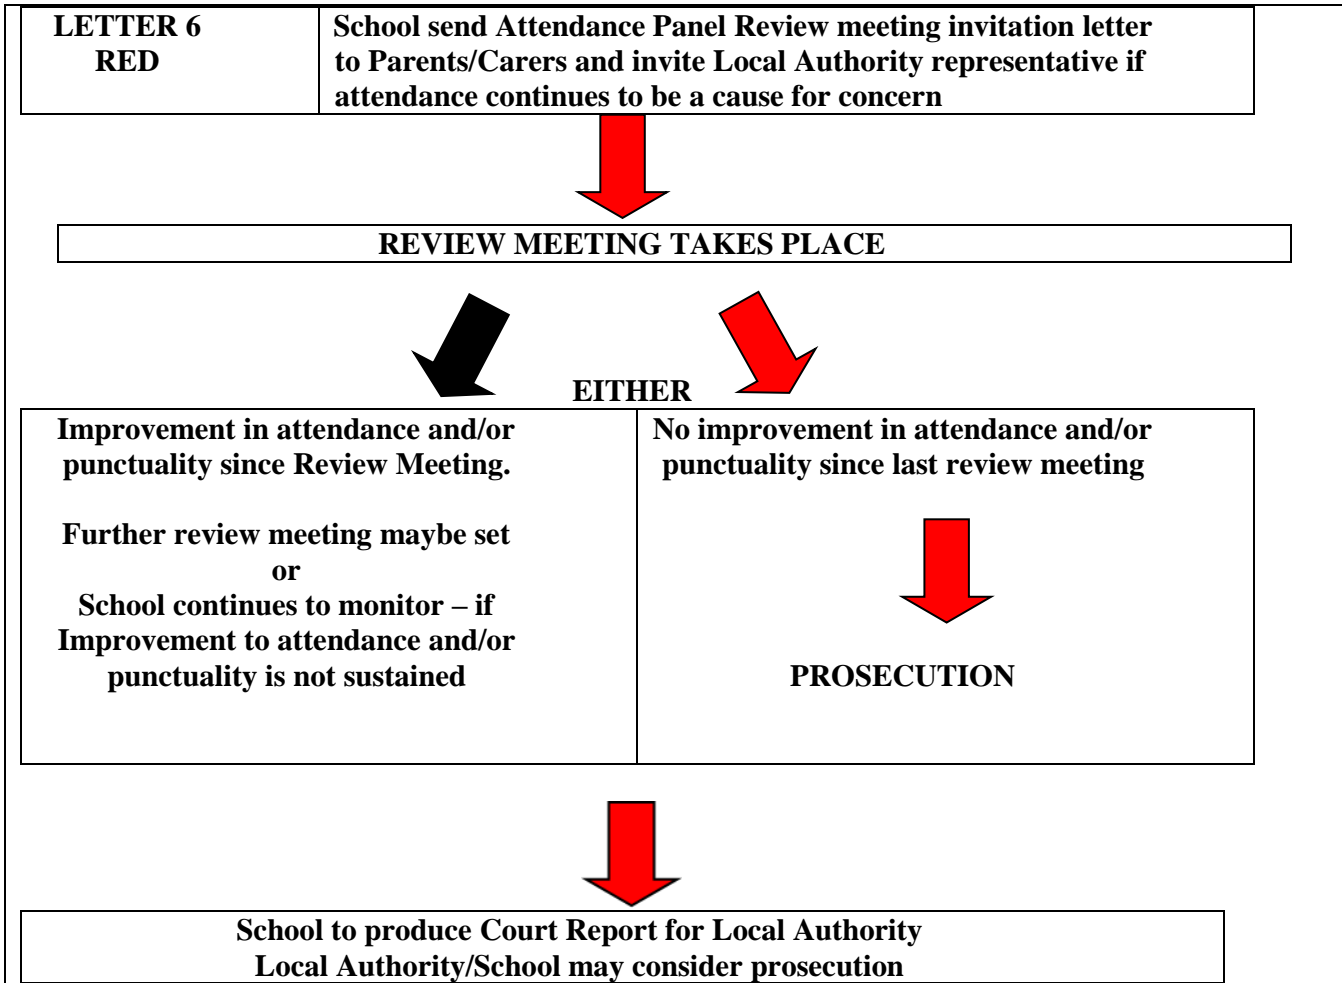 LETTER 6
RED
School send Attendance Panel Review meeting invitation letter
to Parents/Carers and invite Local Authority representative if
attendance continues to be a cause for concern
REVIEW MEETING TAKES PLACE
EITHER
Improvement in attendance and/or
punctuality since Review Meeting.
Further review meeting maybe set
or
School continues to monitor – if
Improvement to attendance and/or
punctuality is not sustained
No improvement in attendance and/or
punctuality since last review meeting
PROSECUTION
School to produce Court Report for Local Authority
Local Authority/School may consider prosecution